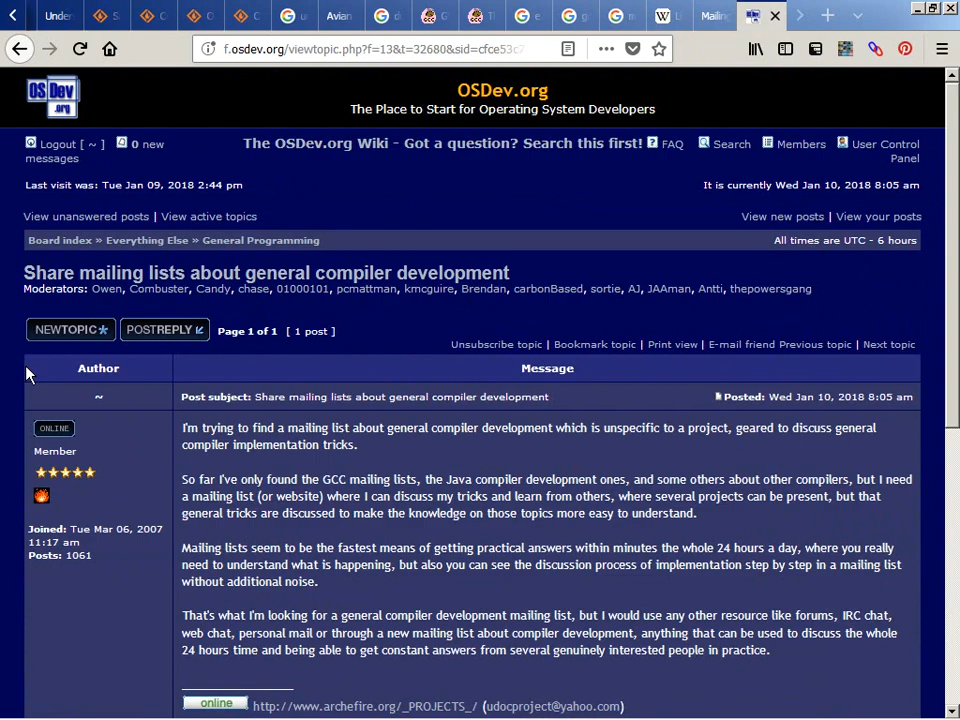 Unde
S
C
O
C
u
Avian
d
GC
TI
e
g
m
W
U
Mailing
f.osdev.org/viewtopic.php?f=13&t=32680&sid=cfce53c7
OS Dev .org
OSDev.org
The Place to Start for Operating System Developers
Logout [ ~ ] 0 new messages
The OSDev.org Wiki - Got a question? Search this first! FAQ Search Members User Control Panel
Last visit was: Tue Jan 09, 2018 2:44 pm It is currently Wed Jan 10, 2018 8:05 am
View unanswered posts | View active topics View new posts | View your posts
Board index » Everything Else » General Programming All times are UTC - 6 hours
Share mailing lists about general compiler development
Moderators: Owen, Combuster, Candy, chase, 01000101, pcmattman, kmcguire, Brendan, carbonBased, sortie, AJ, JAAman, Antti, thepowersgang
NEWTOPIC POSTREPLY Page 1 of 1 [ 1 post ]
Unsubscribe topic | Bookmark topic | Print view | E-mail friend Previous topic | Next topic
Author Message
~ Post subject: Share mailing lists about general compiler development Posted: Wed Jan 10, 2018 8:05 am
ONLINE
Member
Joined: Tue Mar 06, 2007
11:17 am
Posts: 1061
I'm trying to find a mailing list about general compiler development which is unspecific to a project, geared to discuss general
compiler implementation tricks.
So far I've only found the GCC mailing lists, the Java compiler development ones, and some others about other compilers, but I need
a mailing list (or website) where I can discuss my tricks and learn from others, where several projects can be present, but that
general tricks are discussed to make the knowledge on those topics more easy to understand.
Mailing lists seem to be the fastest means of getting practical answers within minutes the whole 24 hours a day, where you really
need to understand what is happening, but also you can see the discussion process of implementation step by step in a mailing list
without additional noise.
That's what I'm looking for a general compiler development mailing list, but I would use any other resource like forums, IRC chat,
web chat, personal mail or through a new mailing list about compiler development, anything that can be used to discuss the whole
24 hours time and being able to get constant answers from several genuinely interested people in practice.
online http://www.archefire.org/_PROJECTS_/ (udocproject@yahoo.com)